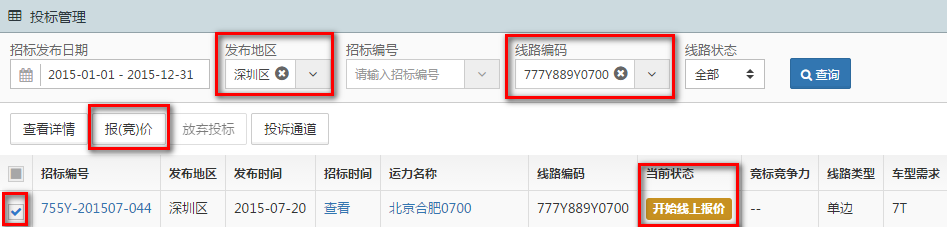 投标管理
招标发布日期 发布地区 招标编号 线路编码 线路状态
2015-01-01 - 2015-12-31 深圳区 请输入招标编号 777Y889Y0700 全部 查询
查看详情 报(竞)价 放弃投标 投诉通道
招标编号 发布地区 发布时间 招标时间 运力名称 线路编码 当前状态 竞标竞争力 线路类型 车型需求
755Y-201507-044 深圳区 2015-07-20 查看 北京合肥0700 777Y889Y0700 开始线上报价 -- 单边 7T